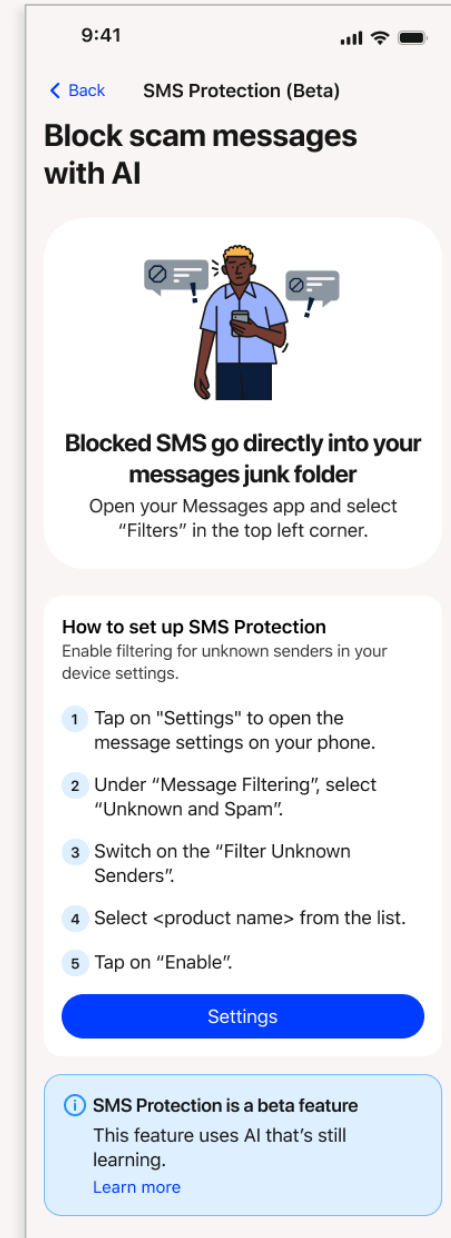 9:41
Back SMS Protection (Beta)
Block scam messages
with AI
Blocked SMS go directly into your
messages junk folder
Open your Messages app and select
“Filters” in the top left corner.
How to set up SMS Protection
Enable filtering for unknown senders in your
device settings.
1 Tap on "Settings" to open the
message settings on your phone.
2 Under “Message Filtering”, select
“Unknown and Spam”.
3 Switch on the “Filter Unknown
Senders”.
4 Select <product name> from the list.
5 Tap on “Enable”.
Settings
SMS Protection is a beta feature
This feature uses AI that’s still
learning.
Learn more